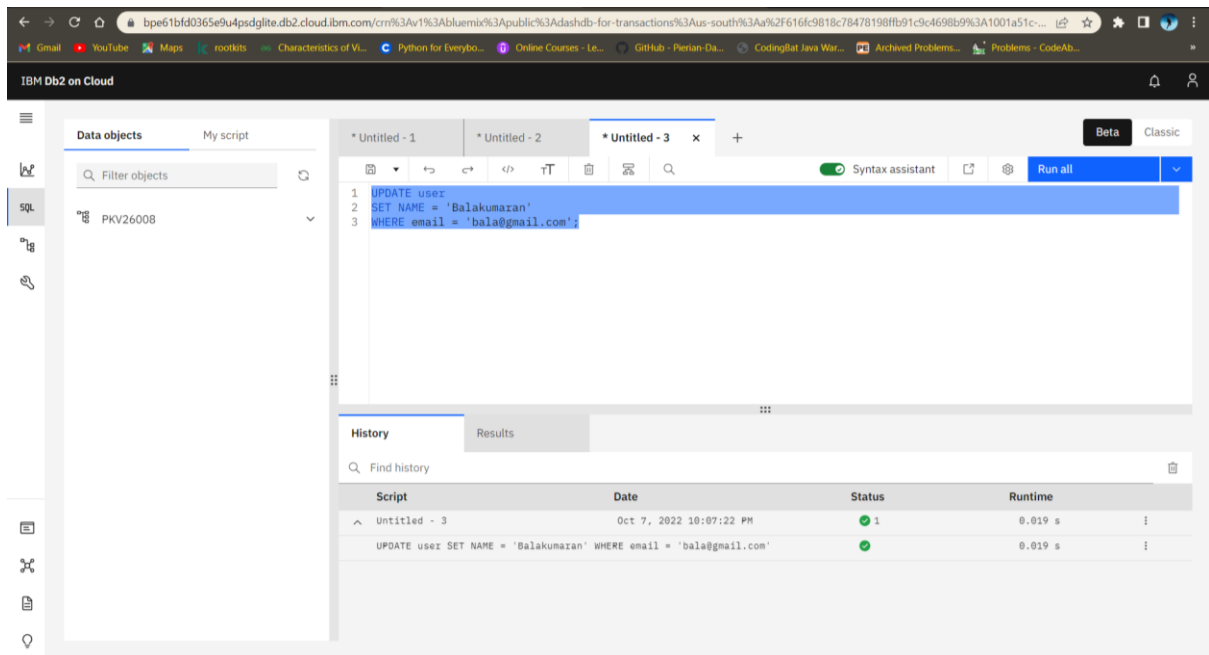 bpe61bfd0365e9u4psdglite.db2.cloud.ibm.com/crn%3Av1%3Abluemix%3Apublic%3Adashdb-for-transactions%3Aus-south%3Aa%2F616fc9818c78478198ffb91c9c4698b9%3A1001a51c-...
Gmail YouTube Maps rootkits Characteristics of Vi... Python for Everybo... Online Courses - Le... GitHub - Pierian-Da... CodingBat Java War... Archived Problems... Problems - CodeAb... »
IBM Db2 on Cloud
Data objects My script * Untitled - 1 * Untitled - 2 * Untitled - 3 × + Beta Classic
Filter objects </> TT Syntax assistant Run all
SQL PKV26008
1 UPDATE user
2 SET NAME = 'Balakumaran'
3 WHERE email = 'bala@gmail.com';
History Results
Find history
Script Date Status Runtime
Untitled - 3 Oct 7, 2022 10:07:22 PM 1 0.019 s
UPDATE user SET NAME = 'Balakumaran' WHERE email = 'bala@gmail.com' 0.019 s